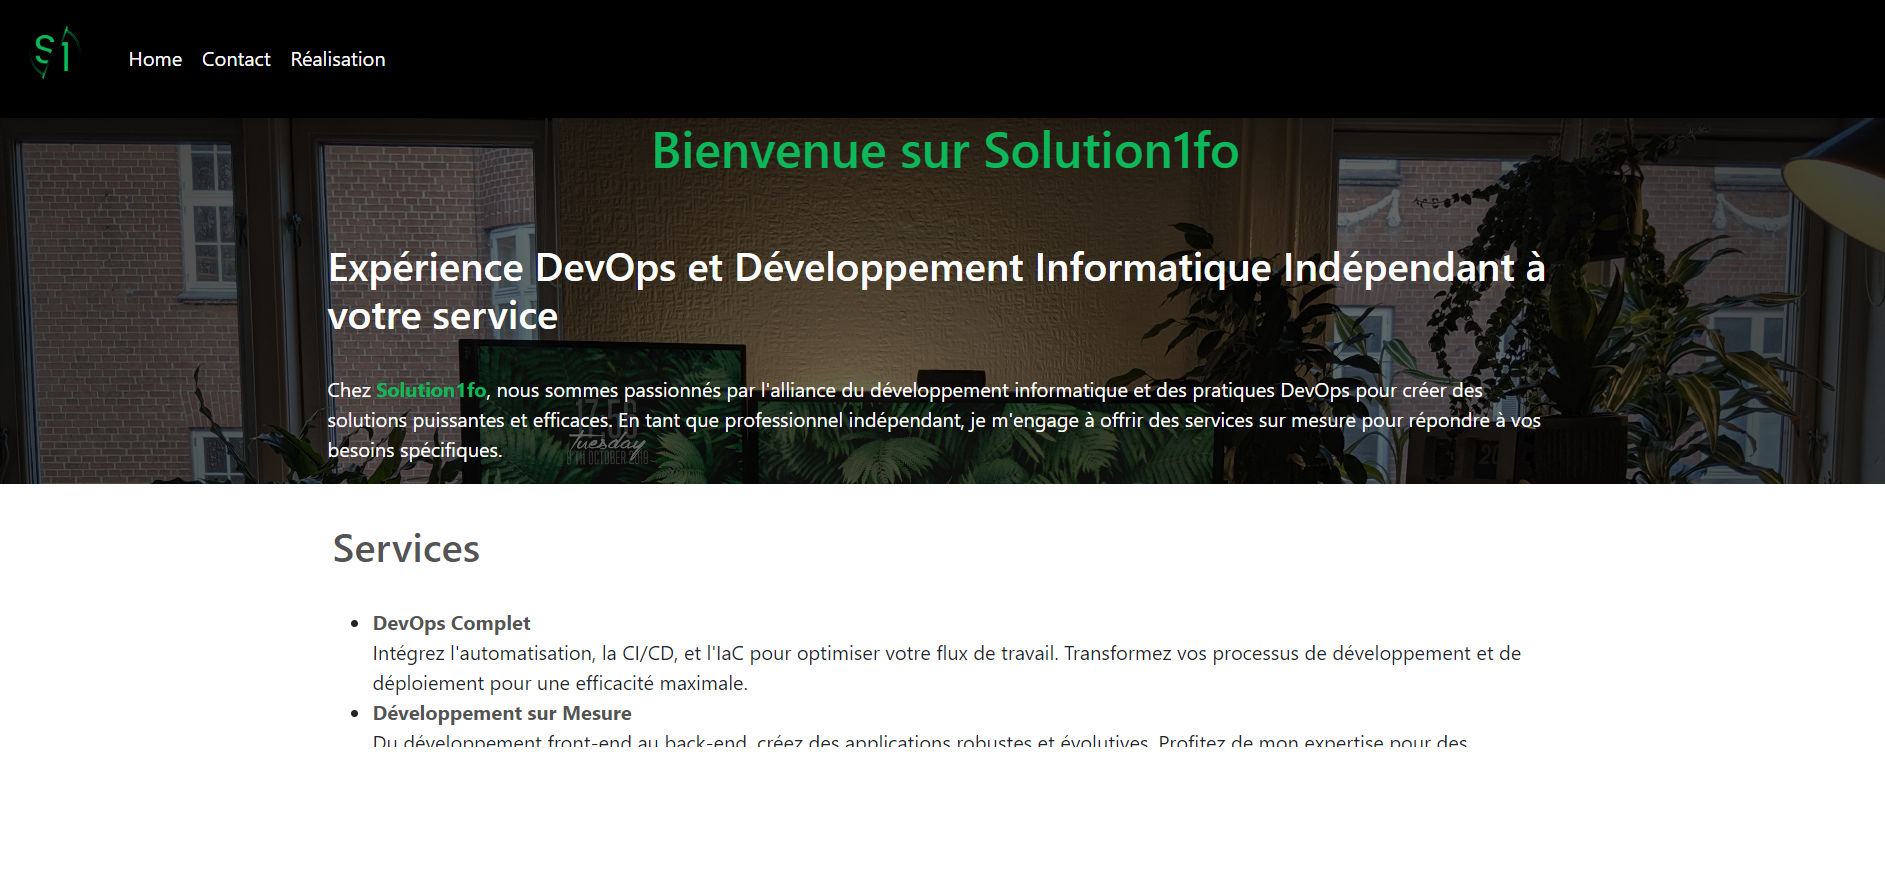 S1
Home Contact Réalisation
Bienvenue sur Solution1fo
Expérience DevOps et Développement Informatique Indépendant à
votre service
Chez Solution1fo, nous sommes passionnés par l'alliance du développement informatique et des pratiques DevOps pour créer des
solutions puissantes et efficaces. En tant que professionnel indépendant, je m'engage à offrir des services sur mesure pour répondre à vos
besoins spécifiques.
Tuesday
OCTOBER 2018
Services
DevOps Complet
Intégrez l'automatisation, la CI/CD, et l'IaC pour optimiser votre flux de travail. Transformez vos processus de développement et de
déploiement pour une efficacité maximale.
Développement sur Mesure
Du développement front-end au back-end, créez des applications robustes et évolutives. Profitez de mon expertise pour des